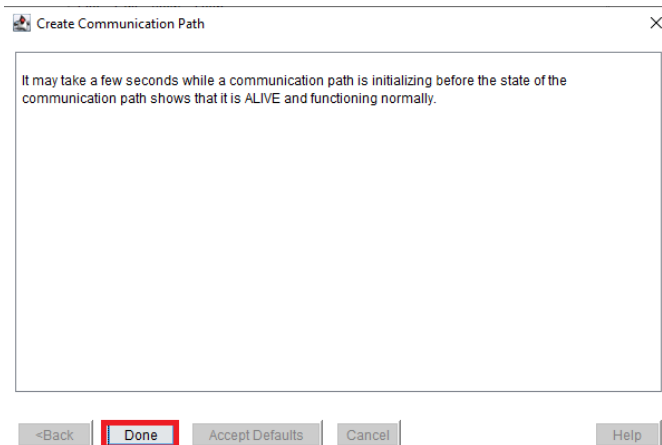 Create Communication Path
It may take a few seconds while a communication path is initializing before the state of the
communication path shows that it is ALIVE and functioning normally.
<Back Done Accept Defaults Cancel Help